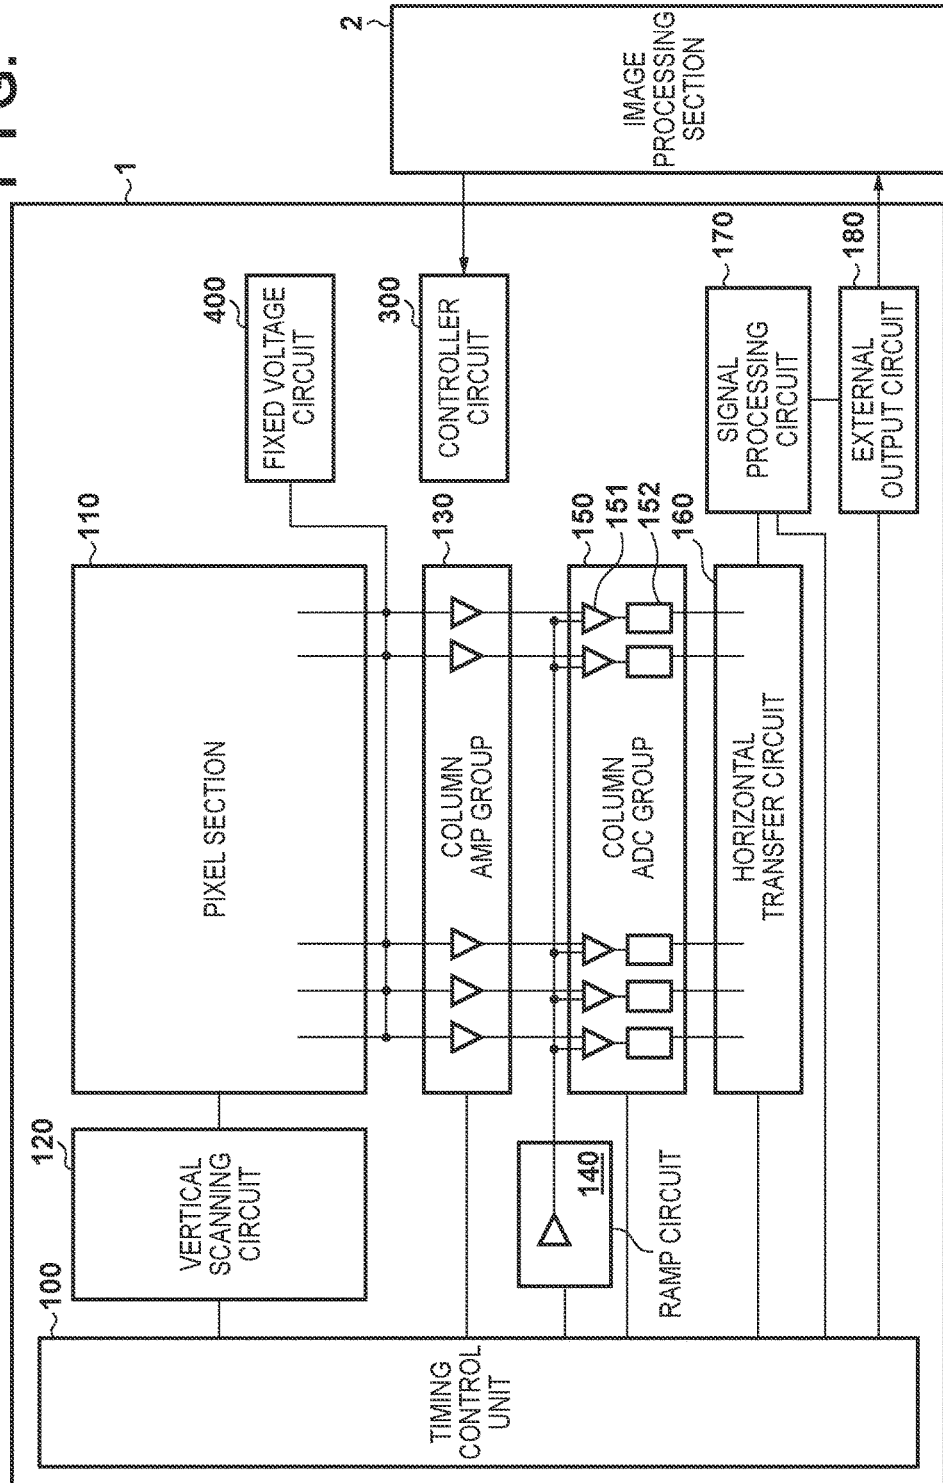 FIG.
1
2
IMAGE
PROCESSING
SECTION
400
FIXED VOLTAGE
CIRCUIT
300
CONTROLLER
CIRCUIT
170
SIGNAL
PROCESSING
CIRCUIT
180
EXTERNAL
OUTPUT CIRCUIT
110
PIXEL SECTION
130
COLUMN
AMP GROUP
150
151
152
COLUMN
ADC GROUP
160
HORIZONTAL
TRANSFER CIRCUIT
120
VERTICAL
SCANNING
CIRCUIT
140
RAMP CIRCUIT
100
TIMING
CONTROL
UNIT